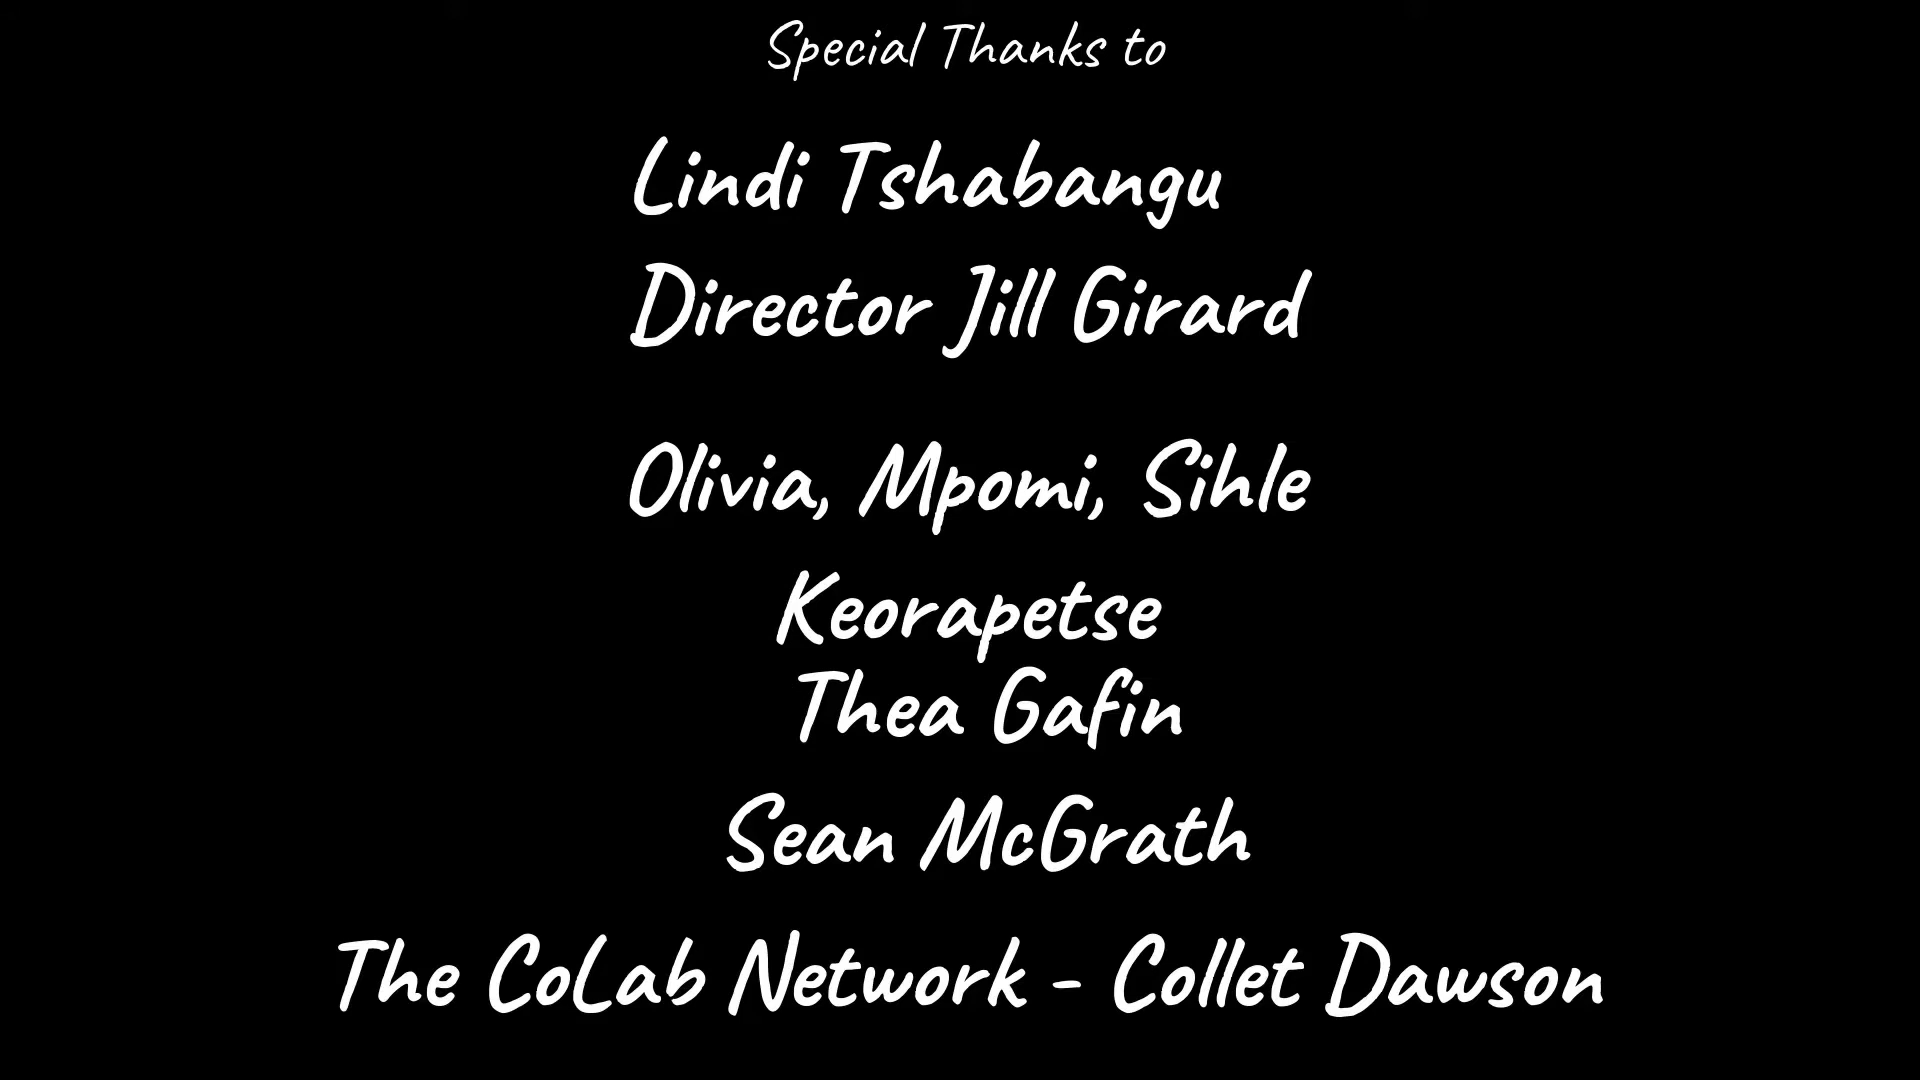 Special Thanks to
Lindi Tshabangu
Director Jill Girard
Olivia, Mpomi, Sihle
Keorapetse
Thea Gafin
Sean McGrath
The CoLab Network - Collet Dawson